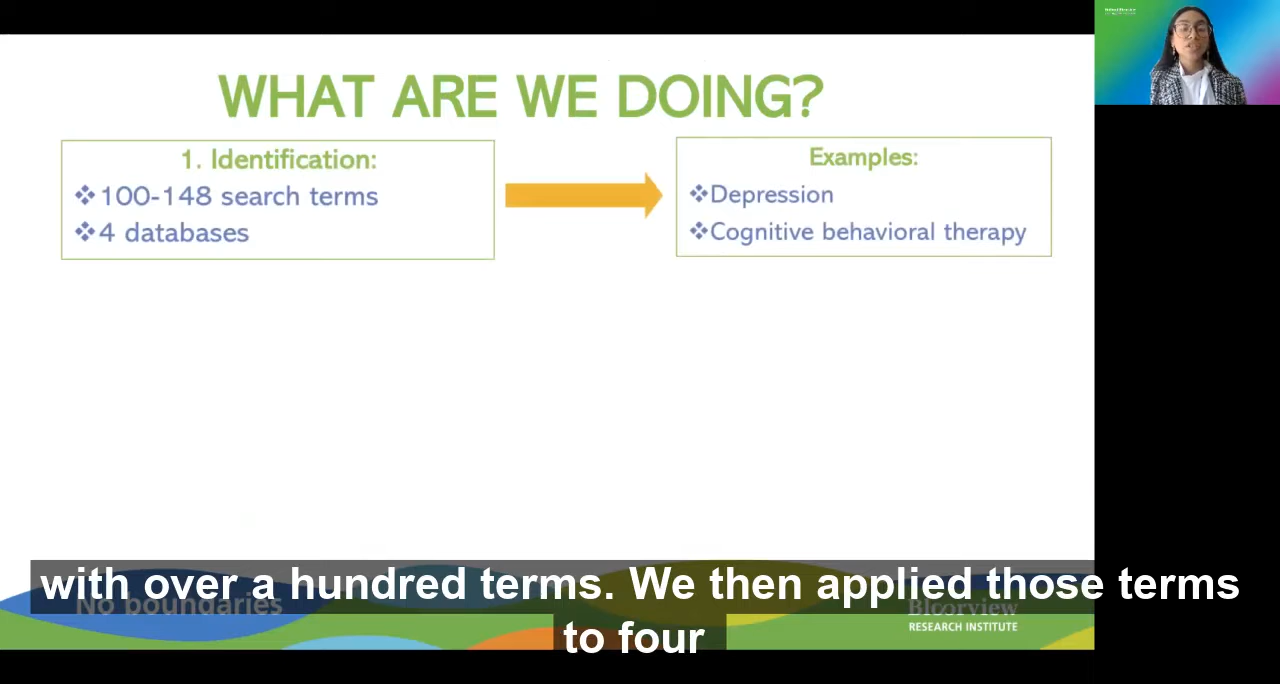 WHAT ARE WE DOING?
1. Identification:
❖100-148 search terms
❖4 databases
Examples:
❖Depression
❖Cognitive behavioral therapy
with over a hundred terms. We then applied those terms
to four
No boundaries
Bloorview
RESEARCH INSTITUTE